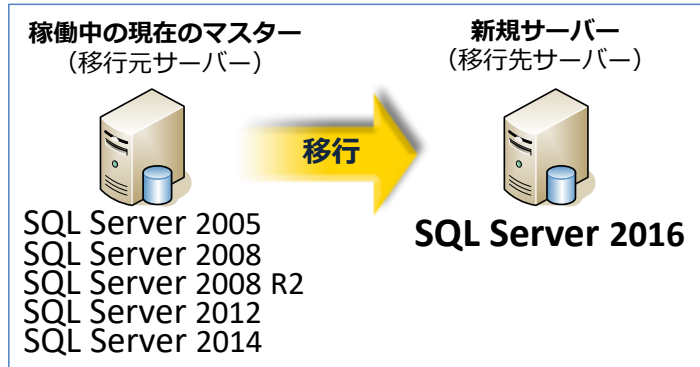 稼働中の現在のマスター
（移行元サーバー）
新規サーバー
（移行先サーバー）
移行
SQL Server 2005
SQL Server 2008
SQL Server 2008 R2
SQL Server 2012
SQL Server 2014
SQL Server 2016